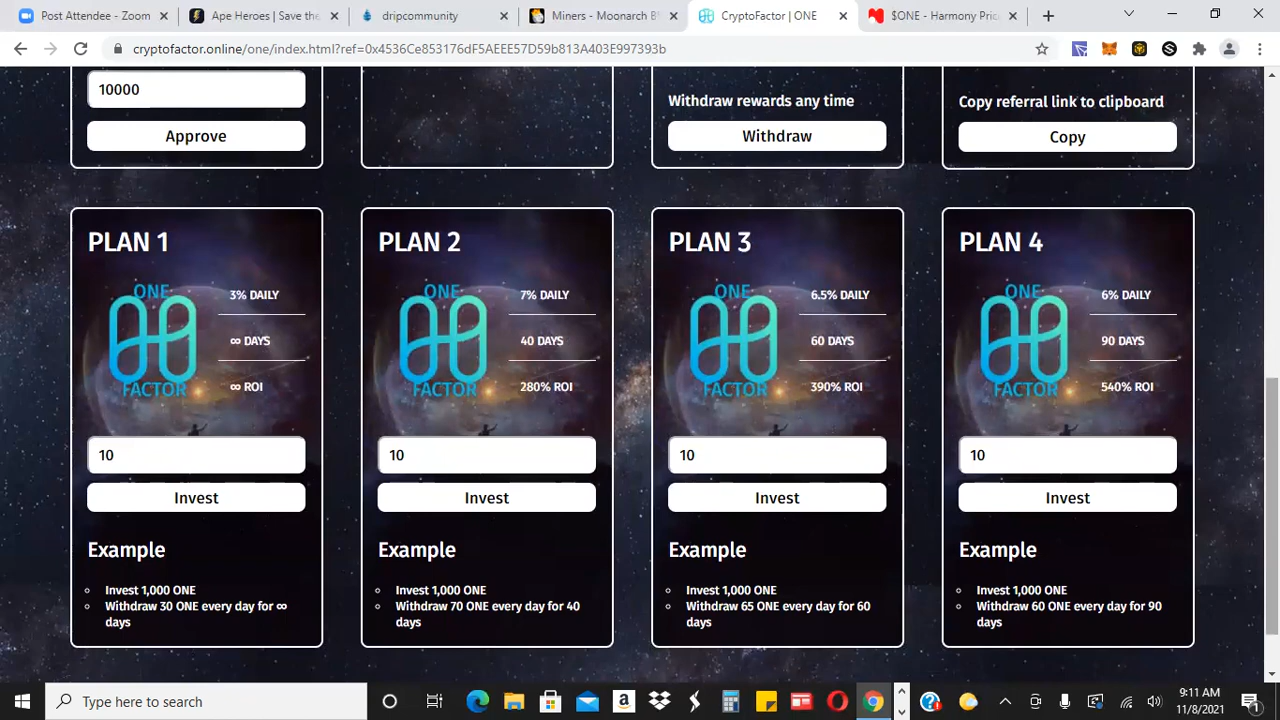 Post Attendee - Zoom
Ape Heroes | Save the
dripcommunity
Miners - Moonarch B
CryptoFactor | ONE
$ONE - Harmony Pric
cryptofactor.online/one/index.html?ref=0x4536Ce853176dF5AEEE57D59b813A403E997393b
10000
Approve
Withdraw rewards any time
Withdraw
Copy referral link to clipboard
Copy
PLAN 1
ONE
FACTOR
3% DAILY
∞ DAYS
∞ ROI
10
Invest
Example
Invest 1,000 ONE
Withdraw 30 ONE every day for ∞
days
PLAN 2
ONE
FACTOR
7% DAILY
40 DAYS
280% ROI
10
Invest
Example
Invest 1,000 ONE
Withdraw 70 ONE every day for 40
days
PLAN 3
ONE
FACTOR
6.5% DAILY
60 DAYS
390% ROI
10
Invest
Example
Invest 1,000 ONE
Withdraw 65 ONE every day for 60
days
PLAN 4
ONE
FACTOR
6% DAILY
90 DAYS
540% ROI
10
Invest
Example
Invest 1,000 ONE
Withdraw 60 ONE every day for 90
days
Type here to search
9:11 AM
11/8/2021